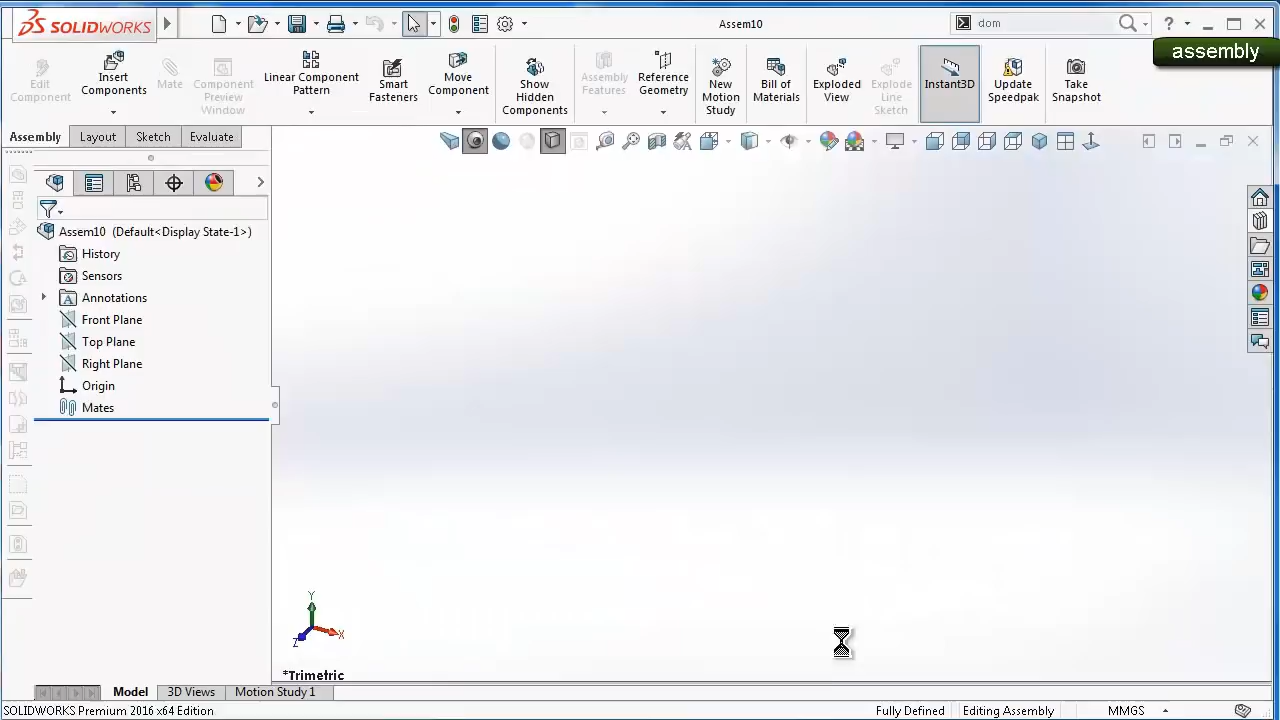 SOLIDWORKS
Assem10
dom
assembly
Edit
Component
Insert
Components
Mate
Component
Preview
Window
Linear Component
Pattern
Smart
Fasteners
Move
Component
Show
Hidden
Components
Assembly
Features
Reference
Geometry
New
Motion
Study
Bill of
Materials
Exploded
View
Explode
Line
Sketch
Instant3D
Update
Speedpak
Take
Snapshot
Assembly
Layout
Sketch
Evaluate
Assem10 (Default<Display State-1>)
History
Sensors
Annotations
Front Plane
Top Plane
Right Plane
Origin
Mates
Y
X
Z
*Trimetric
Model
3D Views
Motion Study 1
SOLIDWORKS Premium 2016 x64 Edition
Fully Defined
Editing Assembly
MMGS